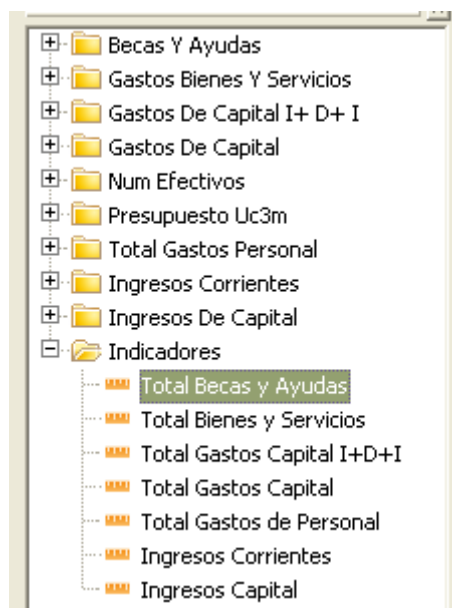 Becas Y Ayudas
Gastos Bienes Y Servicios
Gastos De Capital I+ D+ I
Gastos De Capital
Num Efectivos
Presupuesto Uc3m
Total Gastos Personal
Ingresos Corrientes
Ingresos De Capital
Indicadores
Total Becas y Ayudas
Total Bienes y Servicios
Total Gastos Capital I+D+I
Total Gastos Capital
Total Gastos de Personal
Ingresos Corrientes
Ingresos Capital